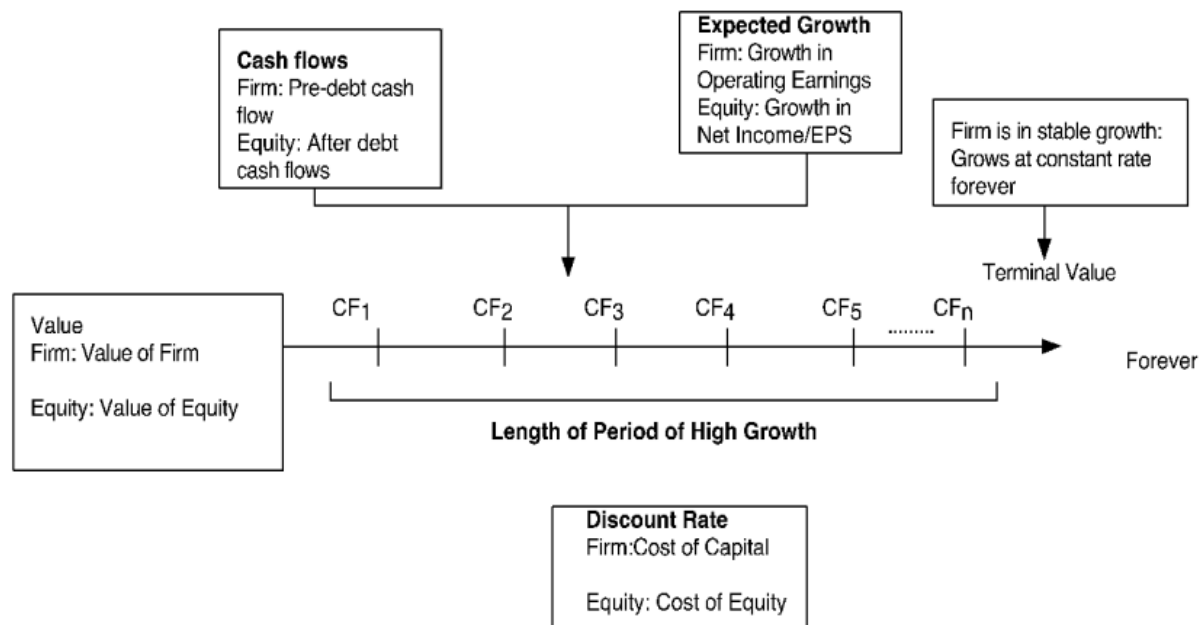 Cash flows
Firm: Pre-debt cash
flow
Equity: After debt
cash flows
Expected Growth
Firm: Growth in
Operating Earnings
Equity: Growth in
Net Income/EPS
Firm is in stable growth:
Grows at constant rate
forever
Terminal Value
Value
Firm: Value of Firm
Equity: Value of Equity
CF1 CF2 CF3 CF4 CF5 ......... CFn
Forever
Length of Period of High Growth
Discount Rate
Firm:Cost of Capital
Equity: Cost of Equity